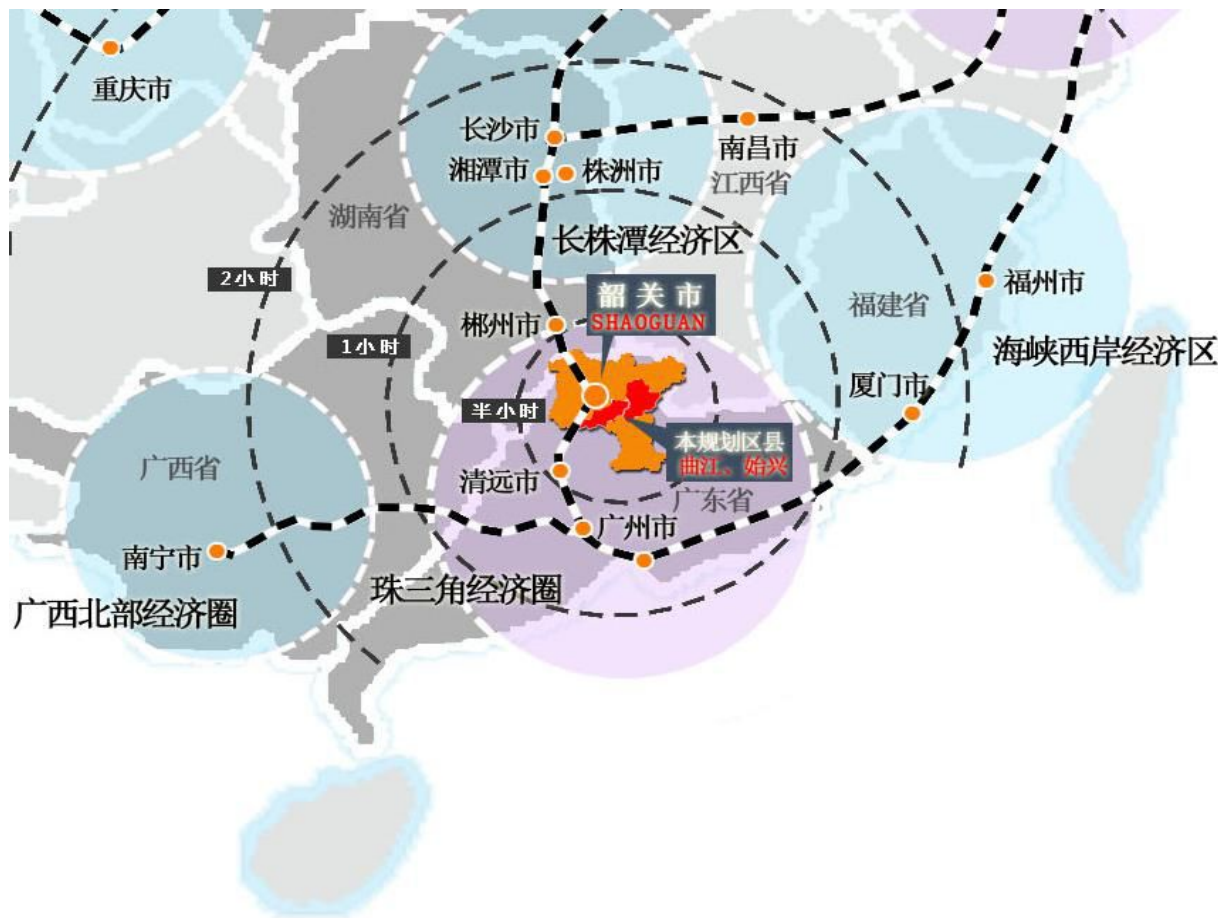 重庆市
长沙市
南昌市
湘潭市
株洲市
江西省
湖南省
长株潭经济区
2小时
福州市
韶关市
SHAOGUAN
福建省
郴州市
1小时
海峡西岸经济区
厦门市
半小时
本规划区县
曲江、始兴
广西省
清远市
广东省
广州市
南宁市
珠三角经济圈
广西北部经济圈